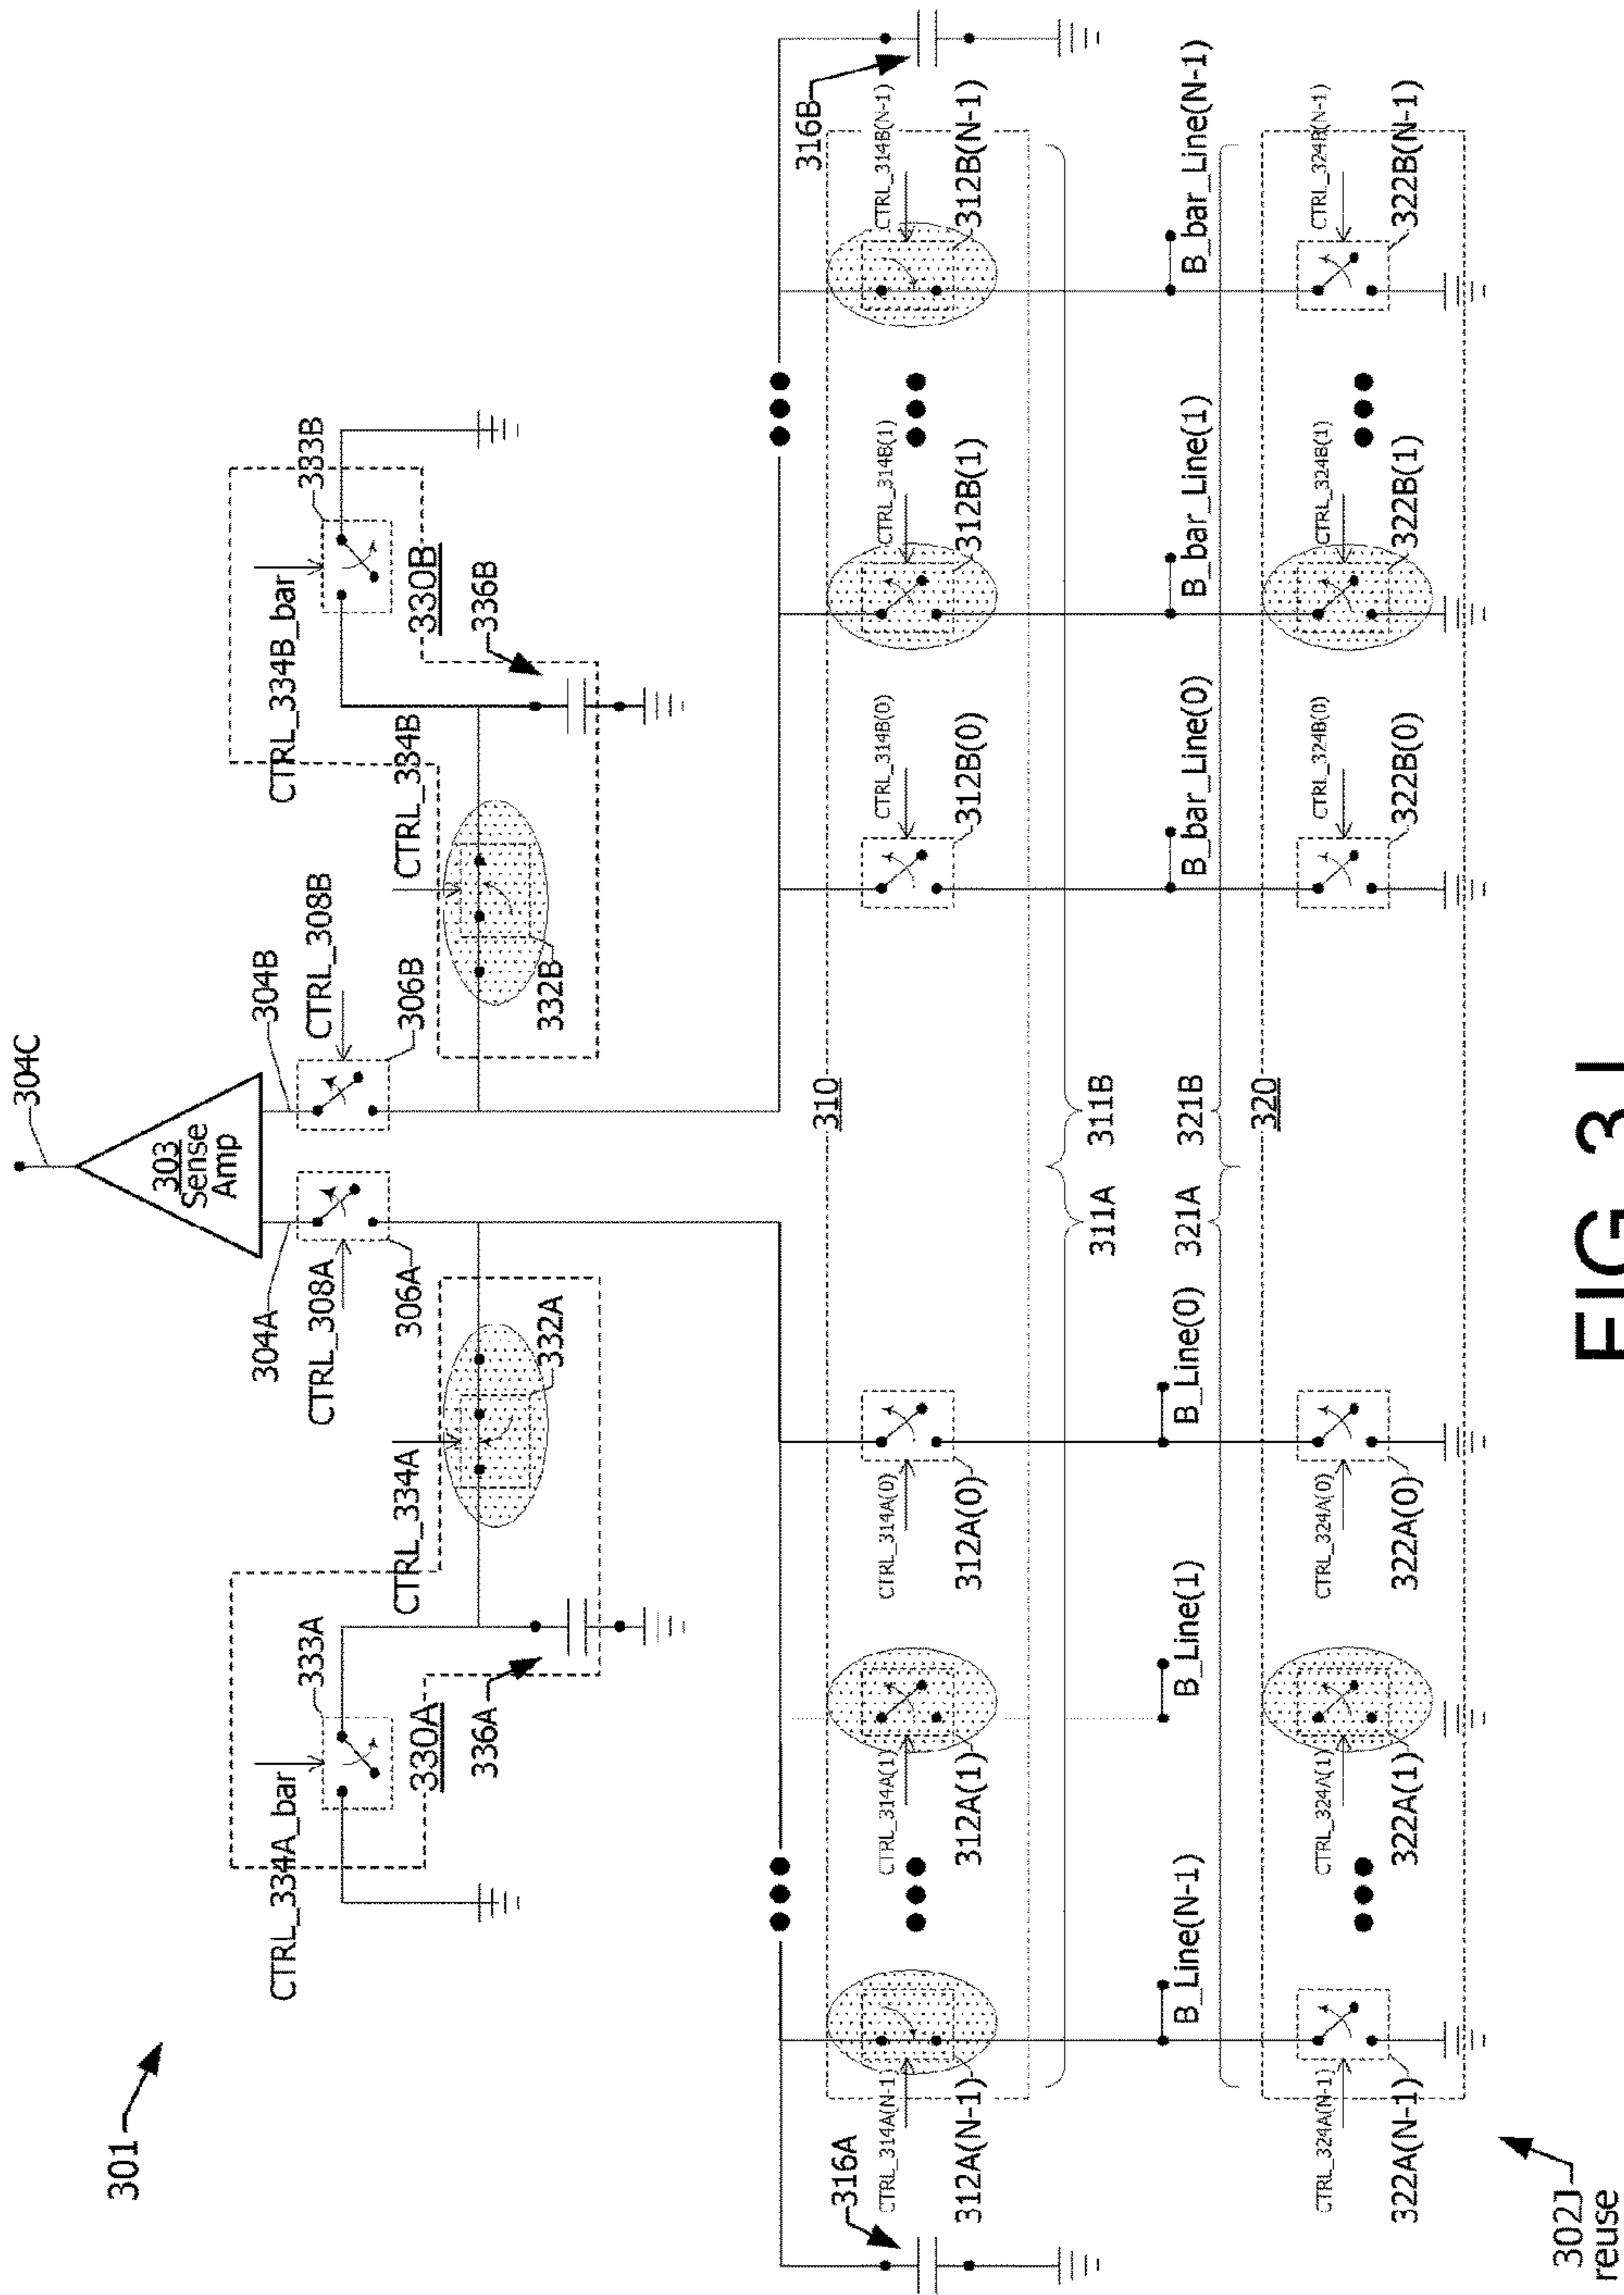 301
304C
303
Sense
Amp
304A
304B
CTRL_308A
CTRL_308B
306A
306B
CTRL_334A_bar
CTRL_334B_bar
333A
333B
330A
330B
CTRL_334A
CTRL_334B
336A
336B
332A
332B
316A
316B
310
CTRL_314A(N-1)
CTRL_314A(1)
CTRL_314A(0)
CTRL_314B(0)
CTRL_314B(1)
CTRL_314B(N-1)
312A(N-1)
312A(1)
312A(0)
312B(0)
312B(1)
312B(N-1)
311A
311B
B_Line(N-1)
B_Line(1)
B_Line(0)
B_bar_Line(0)
B_bar_Line(1)
B_bar_Line(N-1)
321A
321B
320
CTRL_324A(N-1)
CTRL_324A(1)
CTRL_324A(0)
CTRL_324B(0)
CTRL_324B(1)
CTRL_324B(N-1)
322A(N-1)
322A(1)
322A(0)
322B(0)
322B(1)
322B(N-1)
302J
reuse